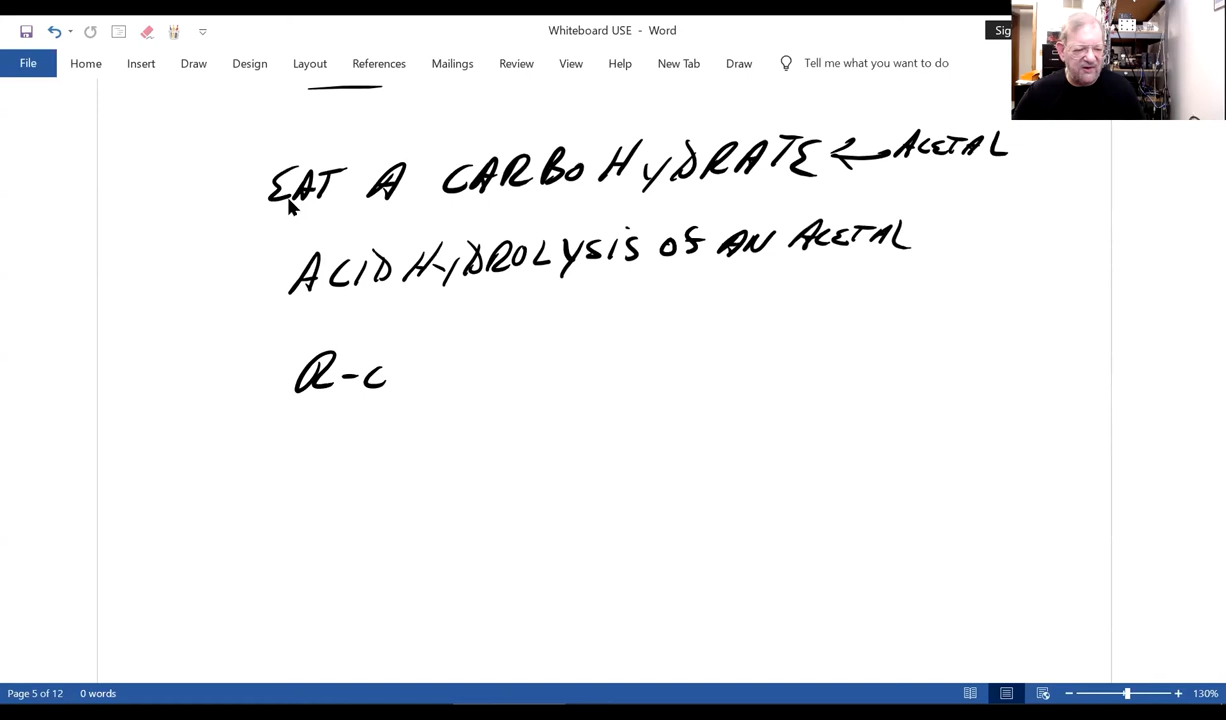 Whiteboard USE - Word
Sig
File Home Insert Draw Design Layout References Mailings Review View Help New Tab Draw Tell me what you want to do
EAT A CARBOHYDRATE ← ACETAL
ACID HYDROLYSIS OF AN ACETAL
R-C
Page 5 of 12 0 words 130%